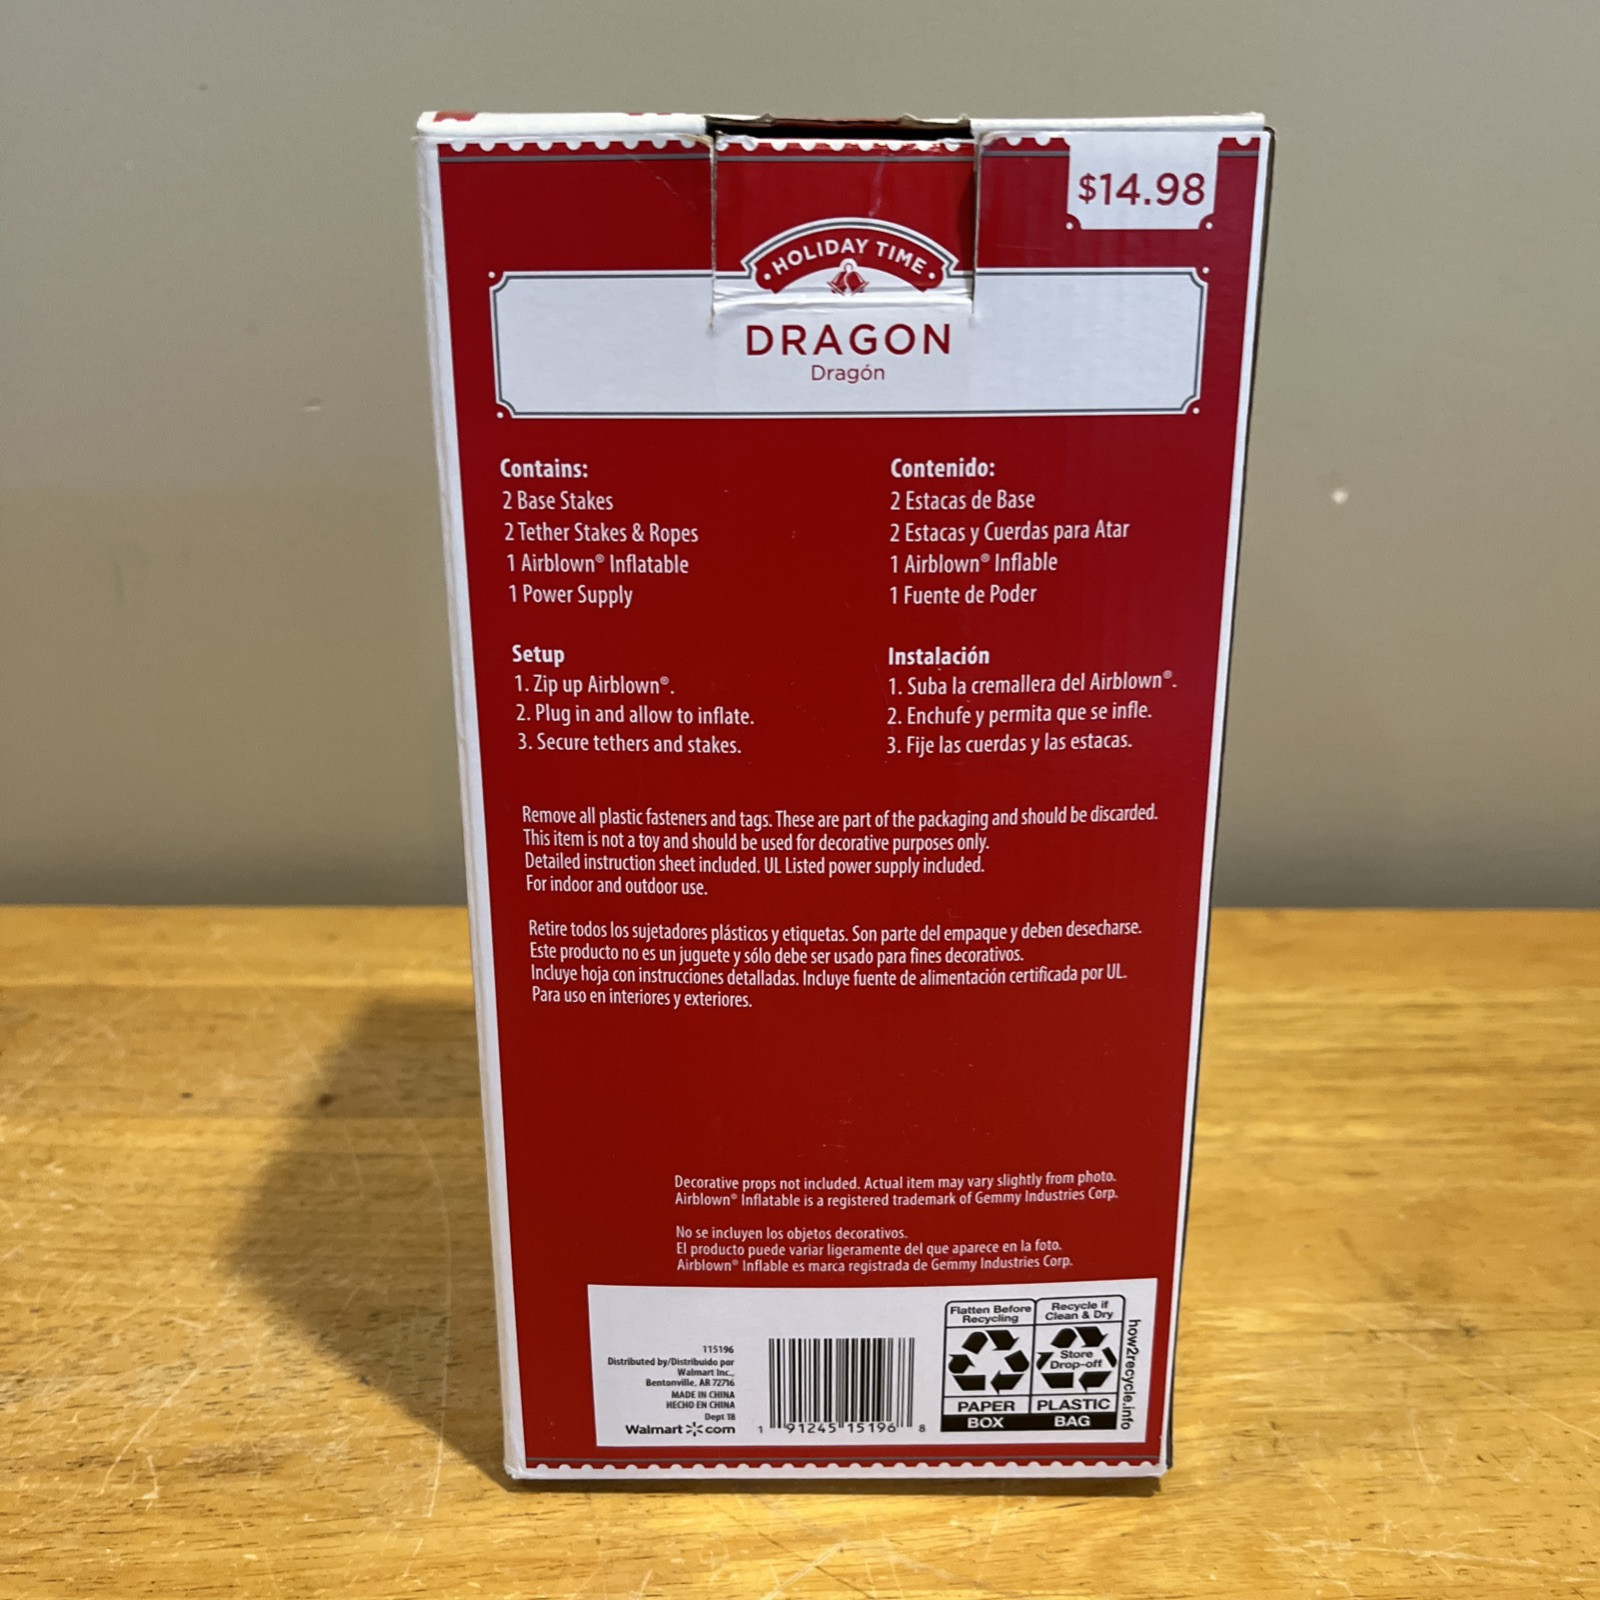 $14.98
HOLIDAY TIME
DRAGON
Dragón
Contains:
2 Base Stakes
2 Tether Stakes & Ropes
1 Airblown® Inflatable
1 Power Supply
Contenido:
2 Estacas de Base
2 Estacas y Cuerdas para Atar
1 Airblown® Inflable
1 Fuente de Poder
Setup
1. Zip up Airblown®.
2. Plug in and allow to inflate.
3. Secure tethers and stakes.
Instalación
1. Suba la cremallera del Airblown®.
2. Enchufe y permita que se infle.
3. Fije las cuerdas y las estacas.
Remove all plastic fasteners and tags. These are part of the packaging and should be discarded.
This item is not a toy and should be used for decorative purposes only.
Detailed instruction sheet included. UL Listed power supply included.
For indoor and outdoor use.
Retire todos los sujetadores plásticos y etiquetas. Son parte del empaque y deben desecharse.
Este producto no es un juguete y sólo debe ser usado para fines decorativos.
Incluye hoja con instrucciones detalladas. Incluye fuente de alimentación certificada por UL.
Para uso en interiores y exteriores.
Decorative props not included. Actual item may vary slightly from photo.
Airblown® Inflatable is a registered trademark of Gemmy Industries Corp.
No se incluyen los objetos decorativos.
El producto puede variar ligeramente del que aparece en la foto.
Airblown® Inflable es marca registrada de Gemmy Industries Corp.
115196
Distributed by/Distribuido por
Walmart Inc.,
Bentonville, AR 72716
MADE IN CHINA
HECHO EN CHINA
Dept 18
Walmart.com
1 91245 15196 8
Flatten Before
Recycling
PAPER
BOX
Recycle if
Clean & Dry
Store
Drop-off
PLASTIC
BAG
how2recycle.info